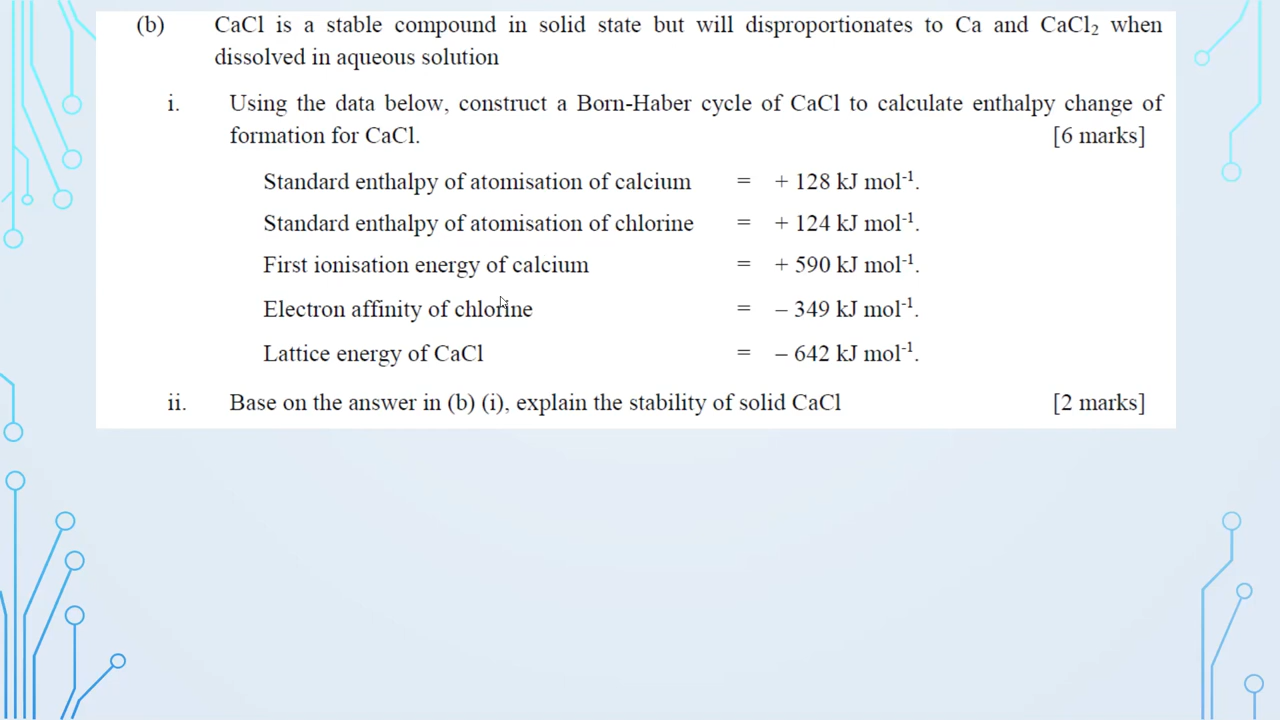 (b) CaCl is a stable compound in solid state but will disproportionates to Ca and CaCl₂ when
dissolved in aqueous solution
i. Using the data below, construct a Born-Haber cycle of CaCl to calculate enthalpy change of
formation for CaCl. [6 marks]
Standard enthalpy of atomisation of calcium = + 128 kJ mol⁻¹.
Standard enthalpy of atomisation of chlorine = + 124 kJ mol⁻¹.
First ionisation energy of calcium = + 590 kJ mol⁻¹.
Electron affinity of chlorine = – 349 kJ mol⁻¹.
Lattice energy of CaCl = – 642 kJ mol⁻¹.
ii. Base on the answer in (b) (i), explain the stability of solid CaCl [2 marks]